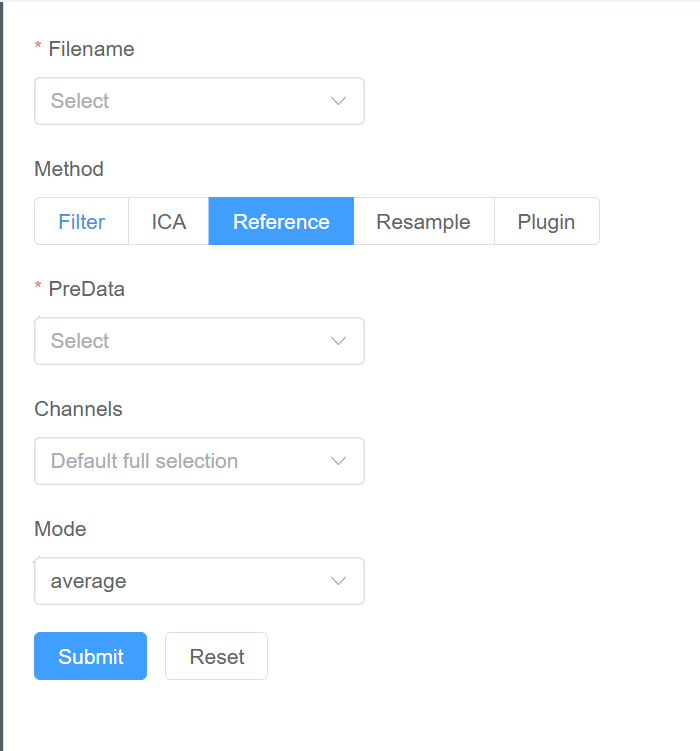 * Filename
Select
Method
Filter ICA Reference Resample Plugin
* PreData
Select
Channels
Default full selection
Mode
average
Submit Reset